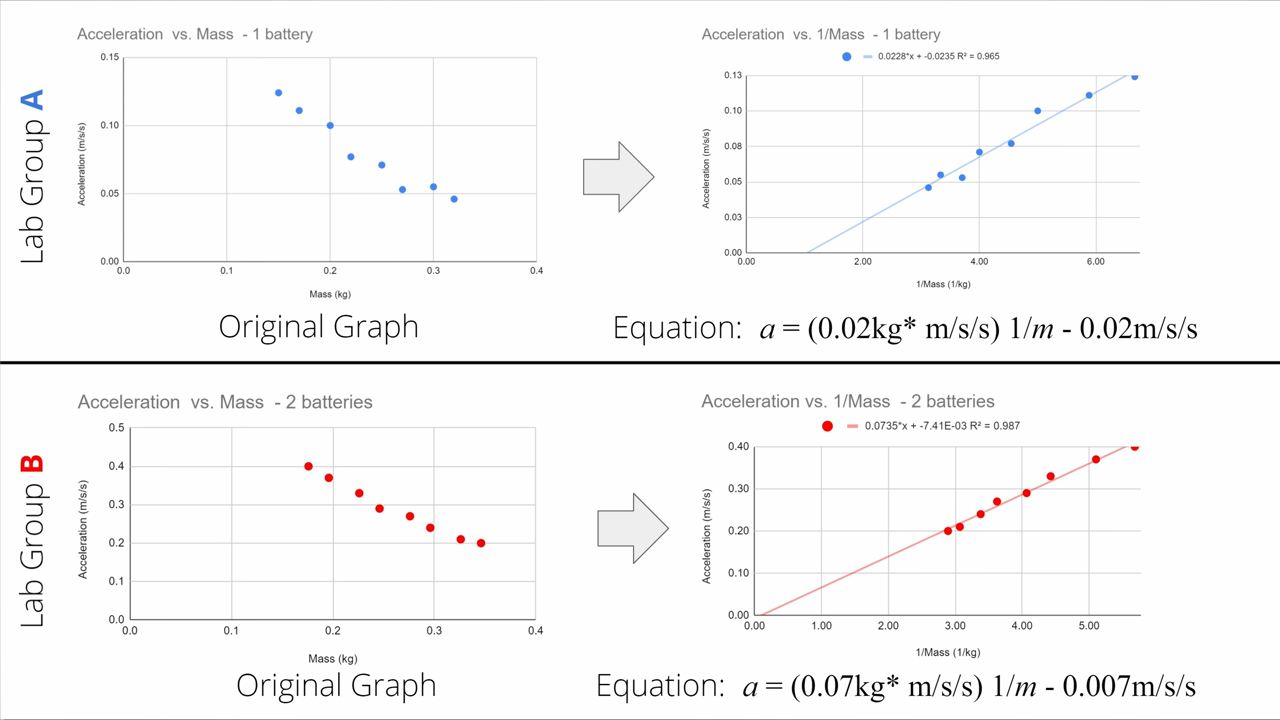 Lab Group A
Acceleration vs. Mass - 1 battery
Acceleration (m/s/s)
0.15
0.10
0.05
0.00
0.0
0.1
0.2
0.3
0.4
Mass (kg)
Original Graph
Acceleration vs. 1/Mass - 1 battery
0.0228*x + -0.0235 R² = 0.965
Acceleration (m/s/s)
0.13
0.10
0.08
0.05
0.03
0.00
0.00
2.00
4.00
6.00
1/Mass (1/kg)
Equation: a = (0.02kg* m/s/s) 1/m - 0.02m/s/s
Lab Group B
Acceleration vs. Mass - 2 batteries
Acceleration (m/s/s)
0.5
0.4
0.3
0.2
0.1
0.0
0.0
0.1
0.2
0.3
0.4
Mass (kg)
Original Graph
Acceleration vs. 1/Mass - 2 batteries
0.0735*x + -7.41E-03 R² = 0.987
Acceleration (m/s/s)
0.40
0.30
0.20
0.10
0.00
0.00
1.00
2.00
3.00
4.00
5.00
1/Mass (1/kg)
Equation: a = (0.07kg* m/s/s) 1/m - 0.007m/s/s